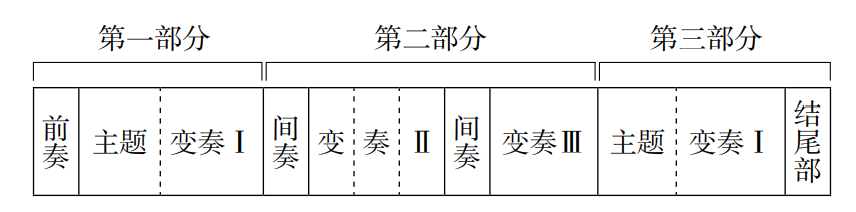 第一部分 第二部分 第三部分
前奏 主题 变奏Ⅰ 间奏 变奏Ⅱ 间奏 变奏Ⅲ 主题 变奏Ⅰ 结尾部